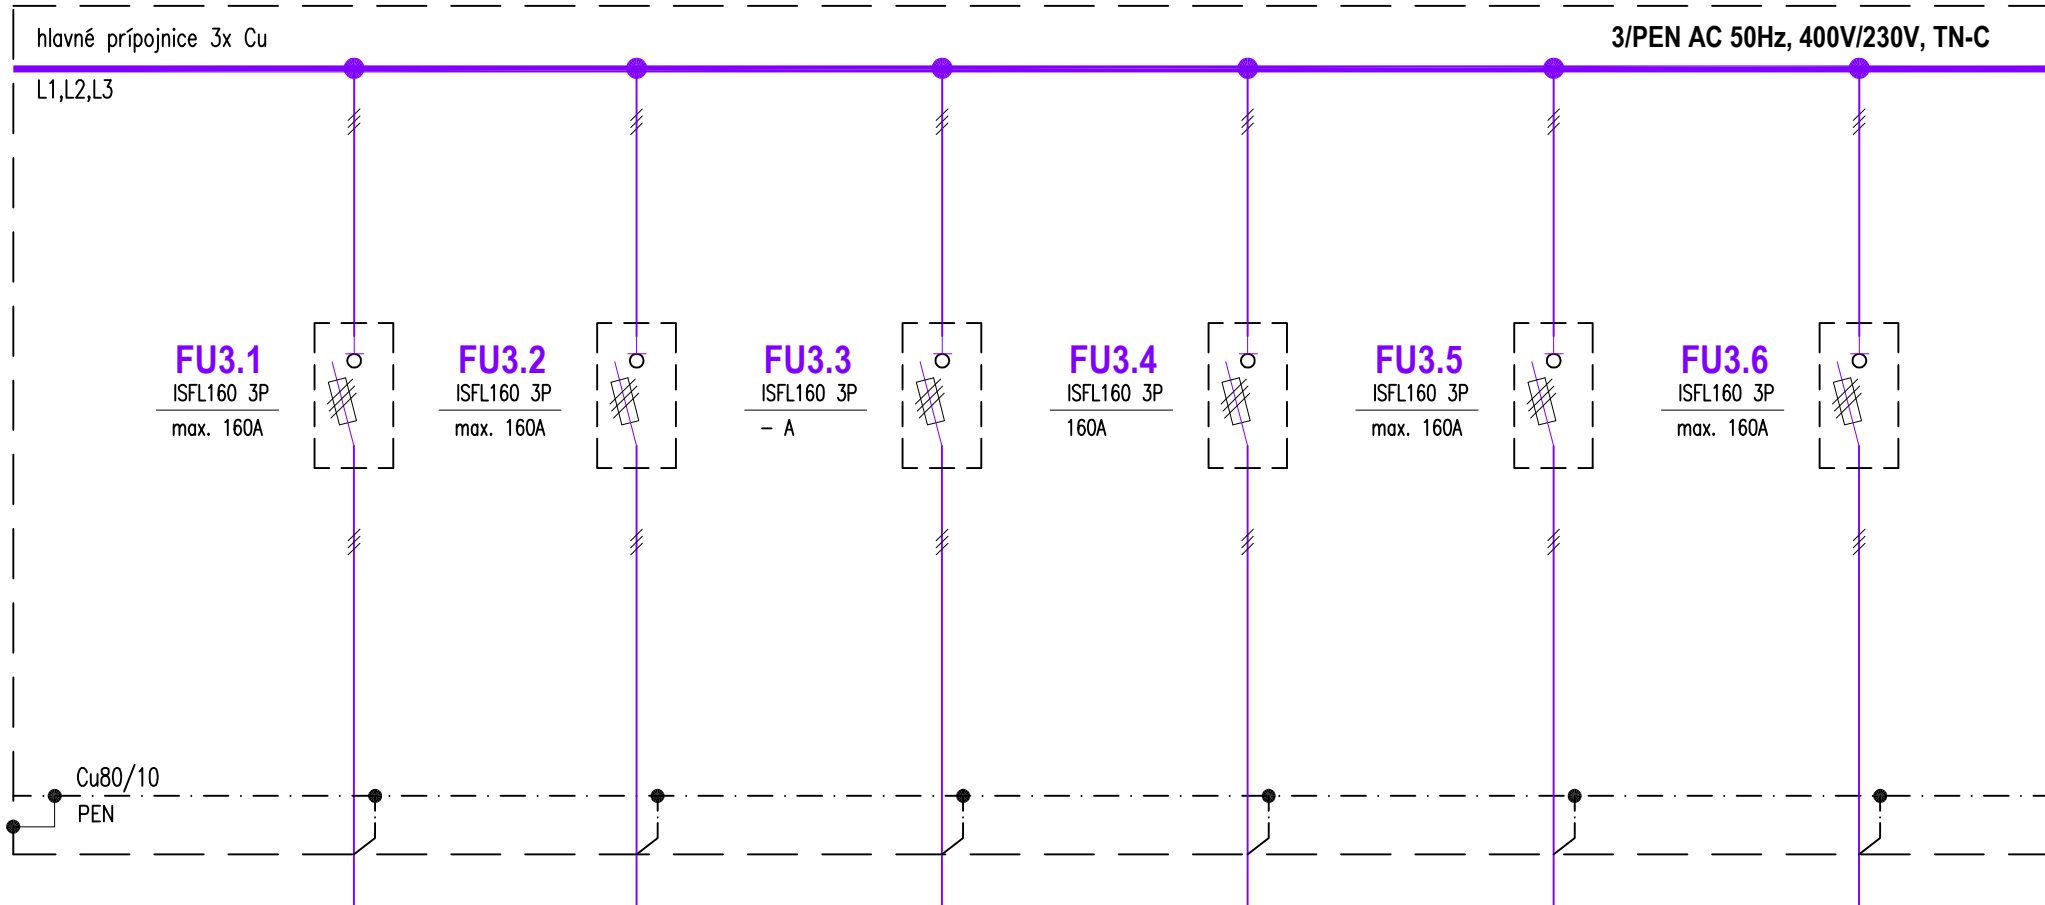 hlavné prípojnice 3x Cu
3/PEN AC 50Hz, 400V/230V, TN-C
L1,L2,L3
FU3.1
ISFL160 3P
max. 160A
FU3.2
ISFL160 3P
max. 160A
FU3.3
ISFL160 3P
– A
FU3.4
ISFL160 3P
160A
FU3.5
ISFL160 3P
max. 160A
FU3.6
ISFL160 3P
max. 160A
Cu80/10
PEN